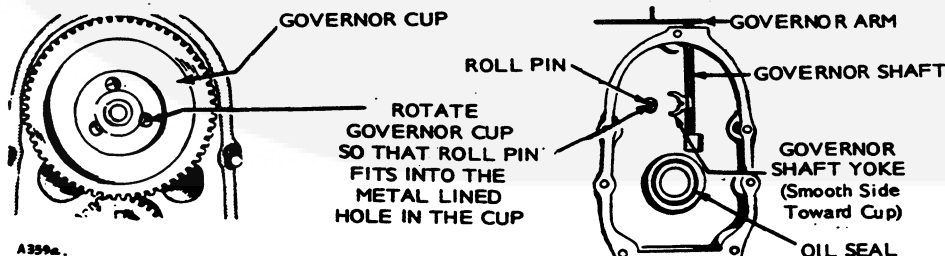 GOVERNOR CUP
ROTATE
GOVERNOR CUP
SO THAT ROLL PIN
FITS INTO THE
METAL LINED
HOLE IN THE CUP
A359a.
GOVERNOR ARM
ROLL PIN
GOVERNOR SHAFT
GOVERNOR
SHAFT YOKE
(Smooth Side
Toward Cup)
OIL SEAL